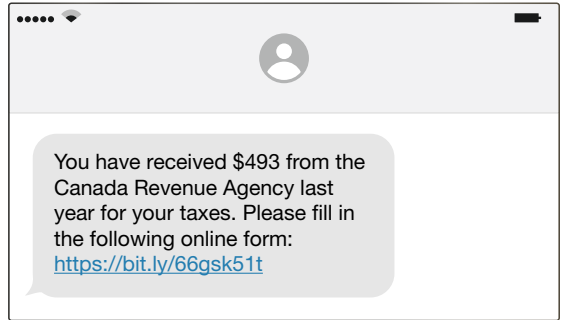 You have received $493 from the
Canada Revenue Agency last
year for your taxes. Please fill in
the following online form:
https://bit.ly/66gsk51t